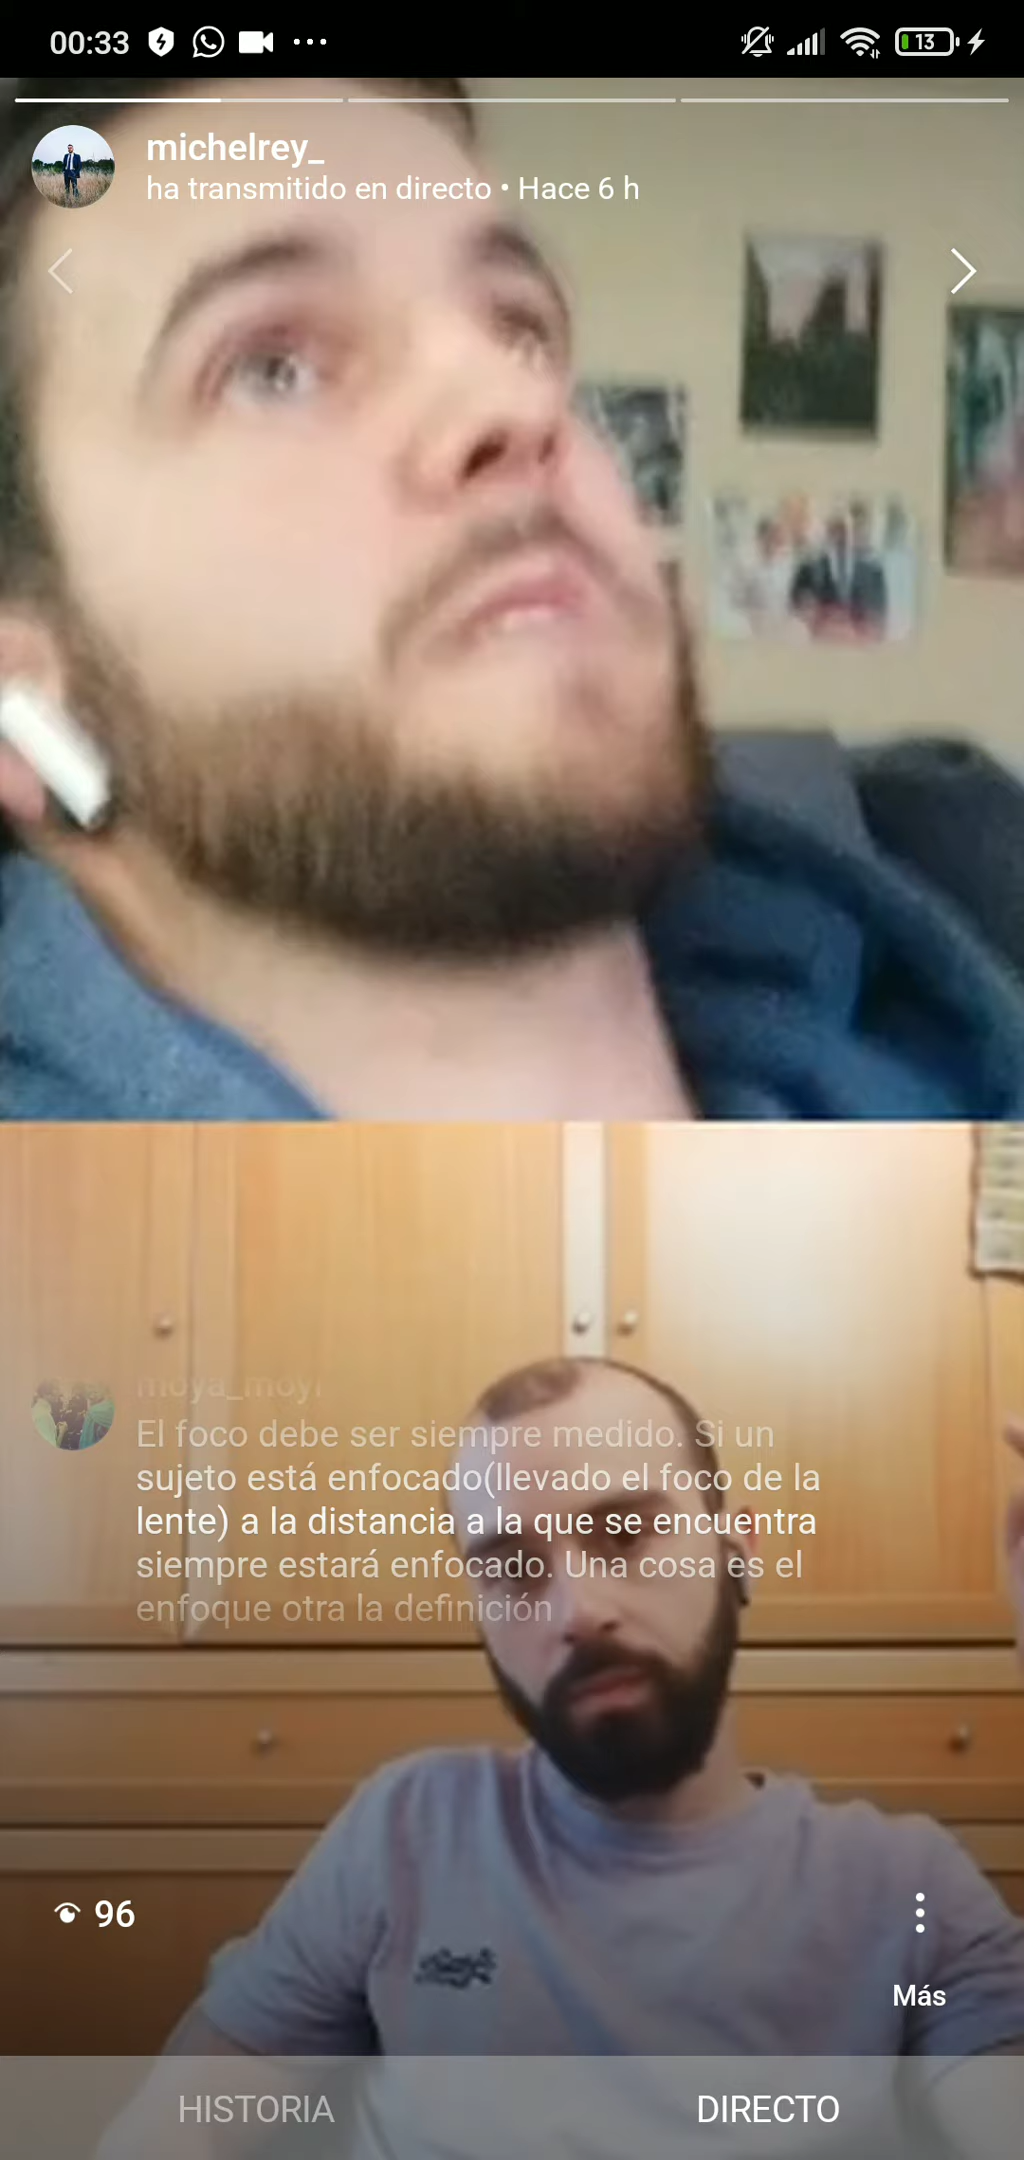 00:33
13
michelrey_
ha transmitido en directo • Hace 6 h
moya_moyi
El foco debe ser siempre medido. Si un
sujeto está enfocado(llevado el foco de la
lente) a la distancia a la que se encuentra
siempre estará enfocado. Una cosa es el
enfoque otra la definición
96
Más
HISTORIA
DIRECTO